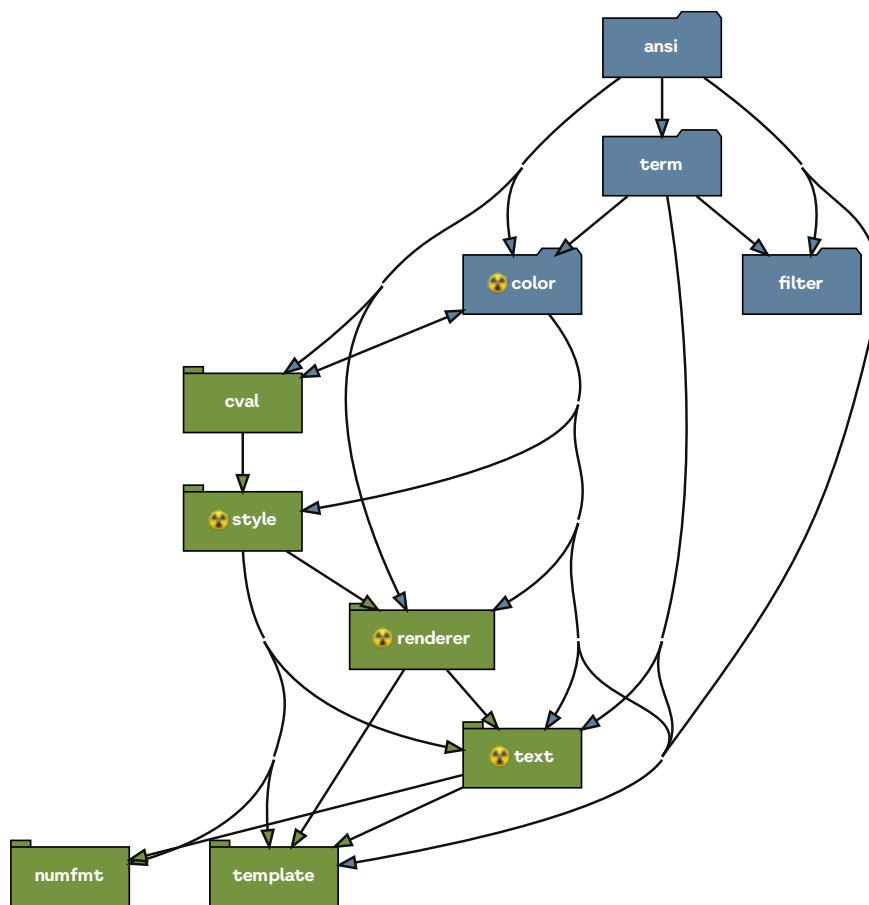 ansi
term
color
filter
cval
style
renderer
text
numfmt
template